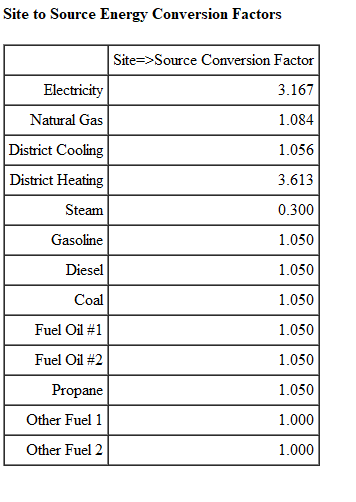 Site to Source Energy Conversion Factors
Site=>Source Conversion Factor
Electricity 3.167
Natural Gas 1.084
District Cooling 1.056
District Heating 3.613
Steam 0.300
Gasoline 1.050
Diesel 1.050
Coal 1.050
Fuel Oil #1 1.050
Fuel Oil #2 1.050
Propane 1.050
Other Fuel 1 1.000
Other Fuel 2 1.000